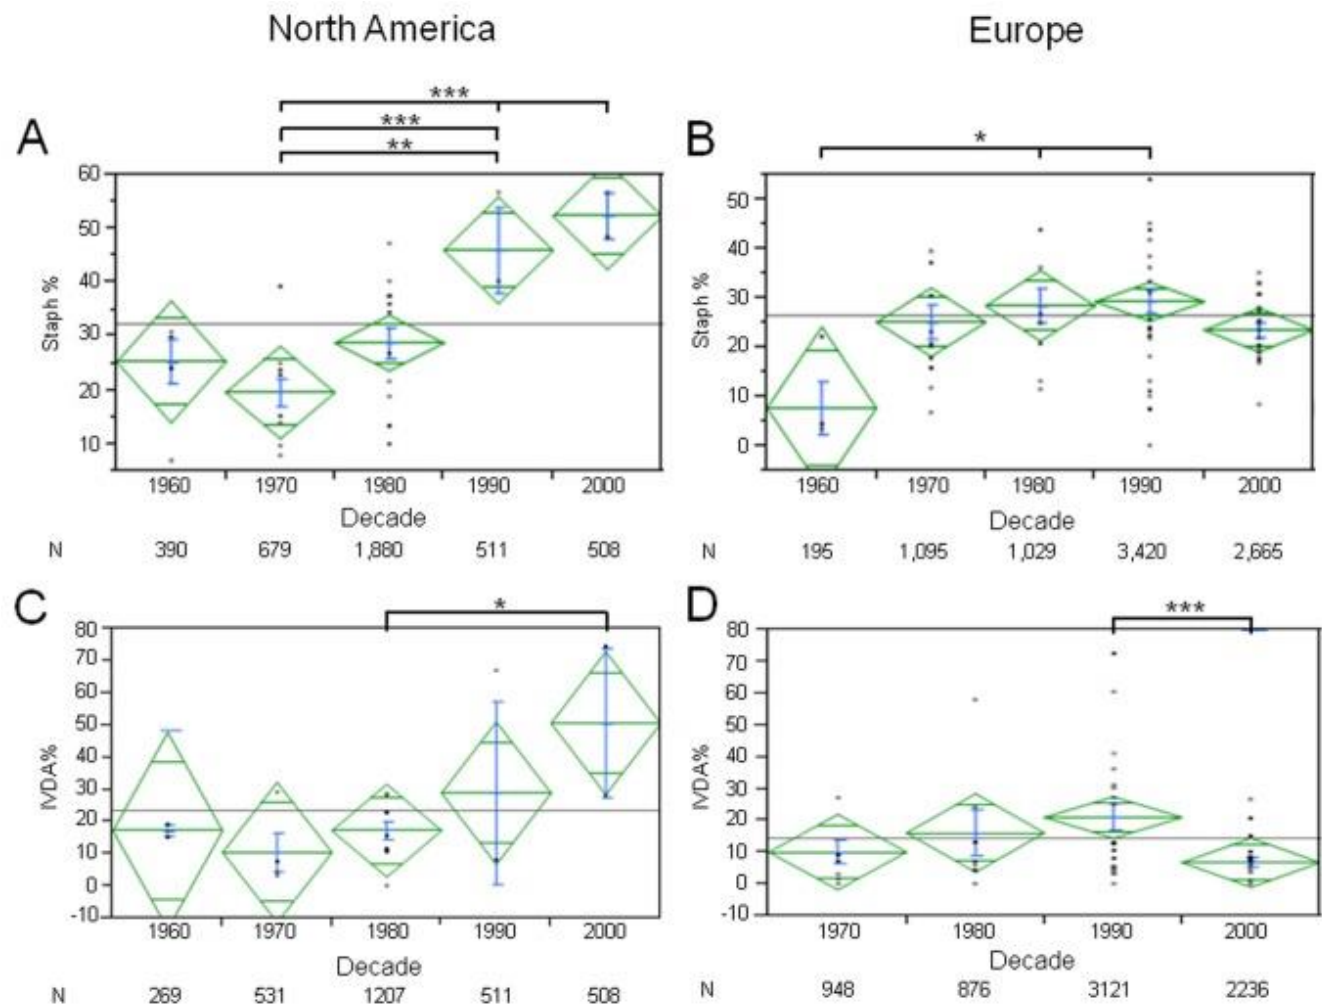 North America
Europe
***
***
**
A
60
50
40
30
20
10
Staph %
1960 1970 1980 1990 2000
Decade
N 390 679 1,880 511 508
*
B
50
40
30
20
10
0
Staph %
1960 1970 1980 1990 2000
Decade
N 195 1,095 1,029 3,420 2,665
*
C
80
70
60
50
40
30
20
10
0
-10
IVDA%
1960 1970 1980 1990 2000
Decade
N 269 531 1207 511 508
***
D
80
70
60
50
40
30
20
10
0
-10
IVDA%
1970 1980 1990 2000
Decade
N 948 876 3121 2236